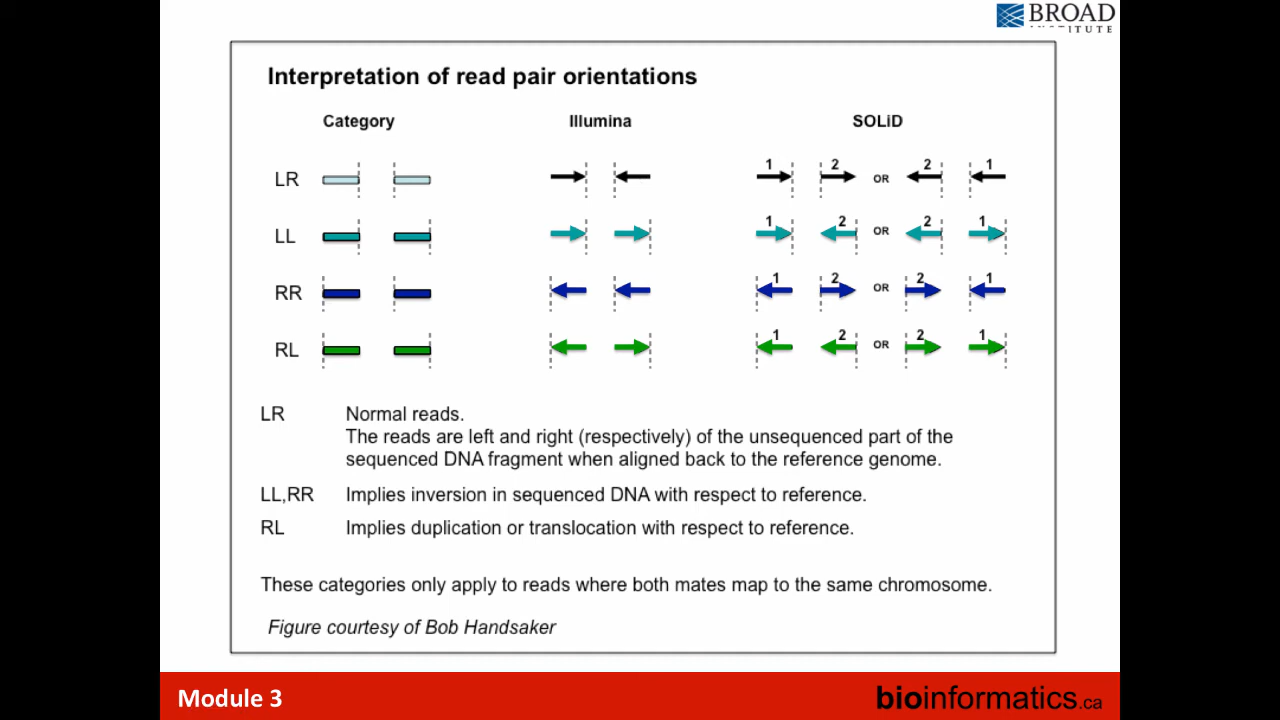 BROAD
INSTITUTE
Interpretation of read pair orientations
Category Illumina SOLiD
LR 1 2 OR 2 1
LL 1 2 OR 2 1
RR 1 2 OR 2 1
RL 1 2 OR 2 1
LR Normal reads.
The reads are left and right (respectively) of the unsequenced part of the
sequenced DNA fragment when aligned back to the reference genome.
LL,RR Implies inversion in sequenced DNA with respect to reference.
RL Implies duplication or translocation with respect to reference.
These categories only apply to reads where both mates map to the same chromosome.
Figure courtesy of Bob Handsaker
Module 3 bioinformatics.ca